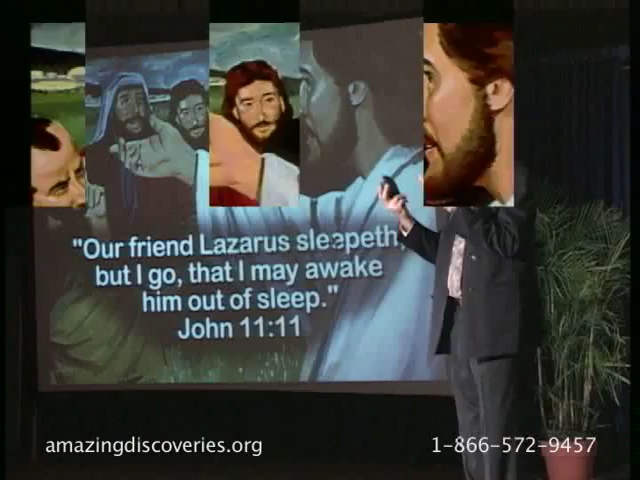 "Our friend Lazarus sleepeth,
but I go, that I may awake
him out of sleep."
John 11:11
amazingdiscoveries.org
1-866-572-9457